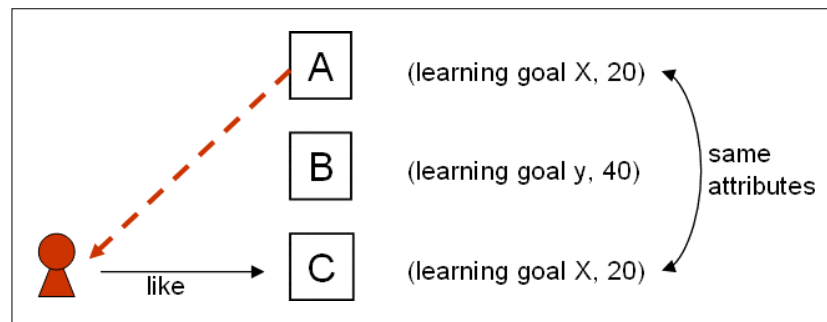 A (learning goal X, 20)
B (learning goal y, 40)
same
attributes
C (learning goal X, 20)
like